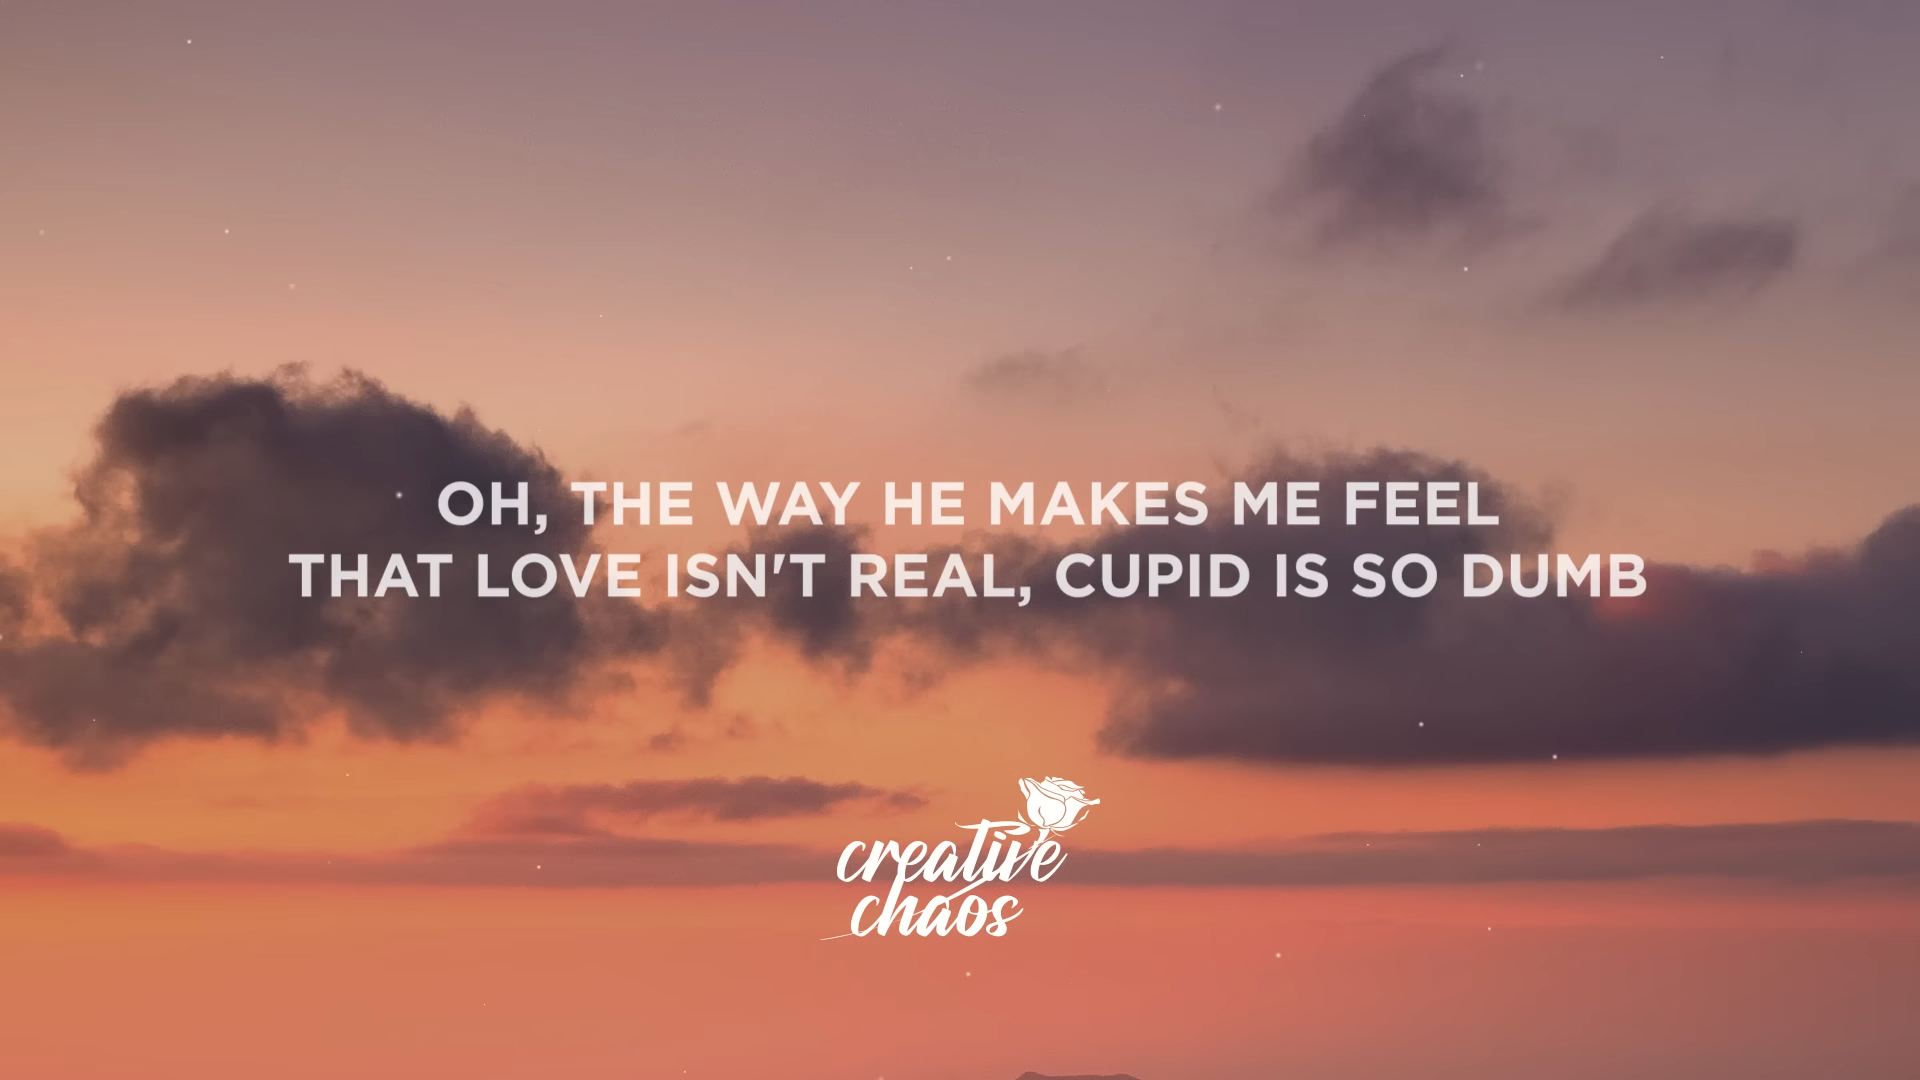 OH, THE WAY HE MAKES ME FEEL
THAT LOVE ISN'T REAL, CUPID IS SO DUMB
creative
chaos